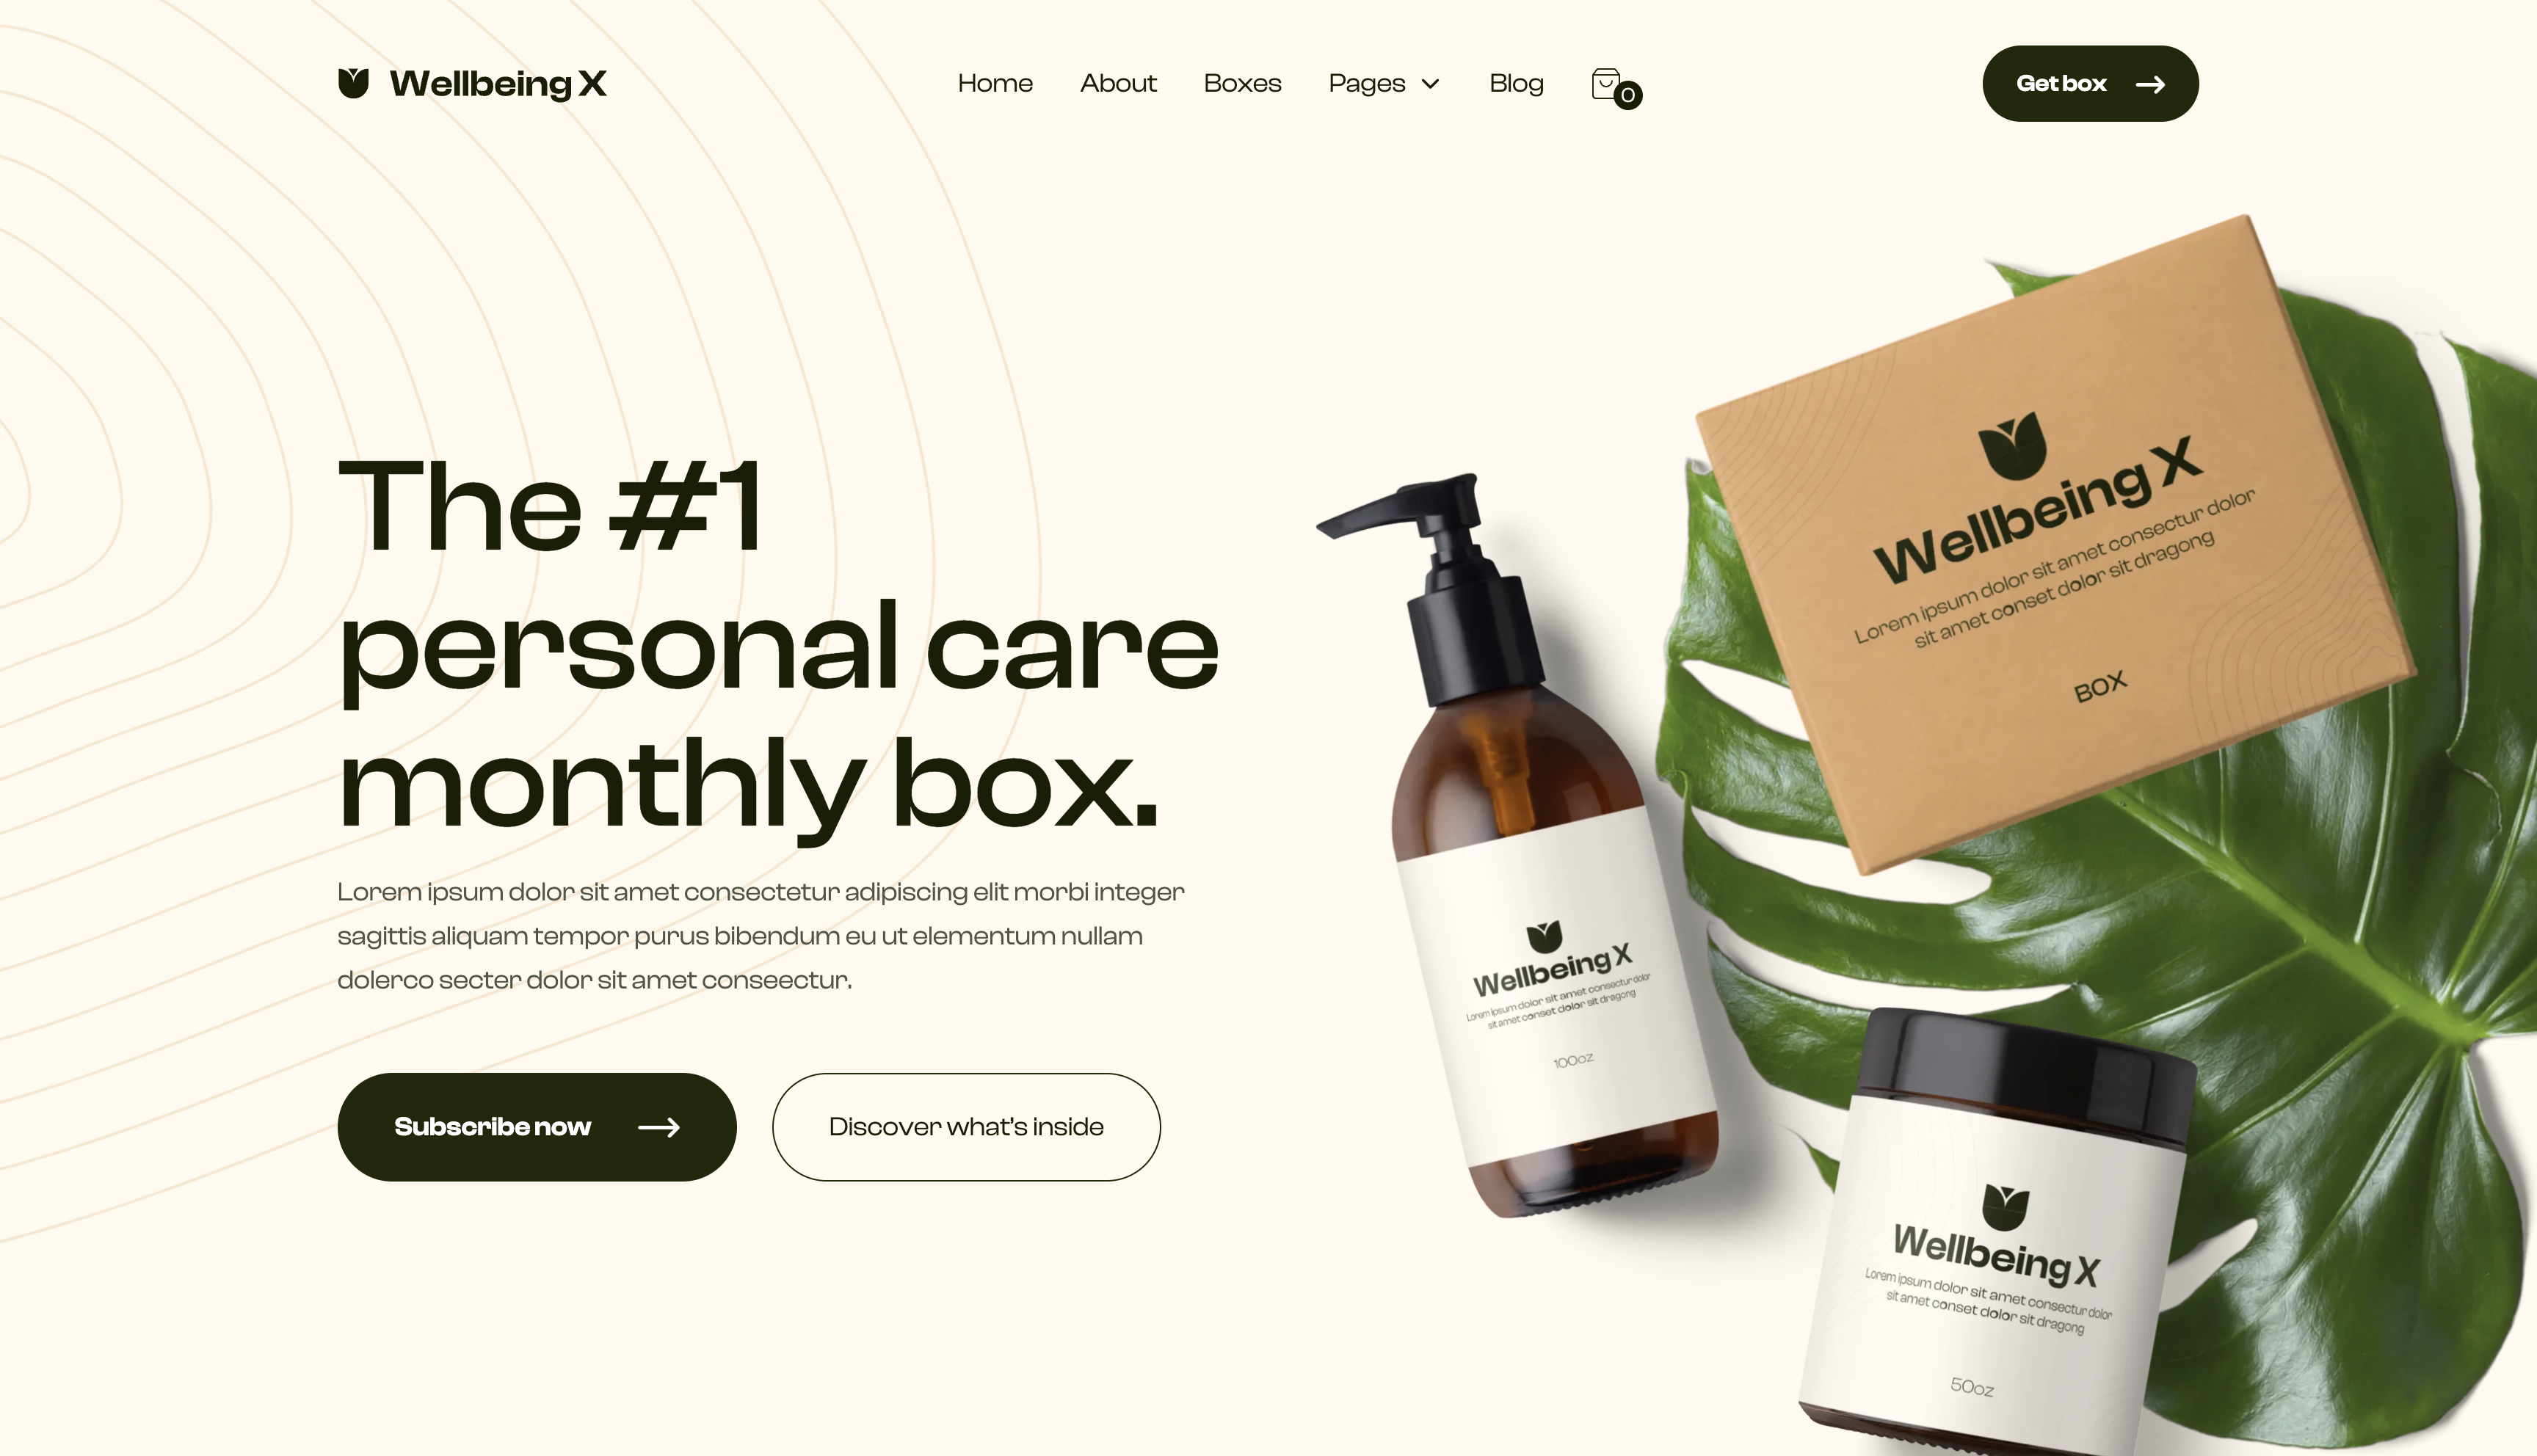 Wellbeing X
Home About Boxes Pages Blog 0
Get box
The #1
personal care
monthly box.
Lorem ipsum dolor sit amet consectetur adipiscing elit morbi integer
sagittis aliquam tempor purus bibendum eu ut elementum nullam
dolerco secter dolor sit amet conseectur.
Subscribe now
Discover what's inside
Wellbeing X
Lorem ipsum dolor sit amet consectur dolor
sit amet conset dolor sit dragong
BOX
Wellbeing X
Lorem ipsum dolor sit amet consectur dolor
sit amet conset dolor sit dragong
100oz
Wellbeing X
Lorem ipsum dolor sit amet consectur dolor
sit amet conset dolor sit dragong
50oz